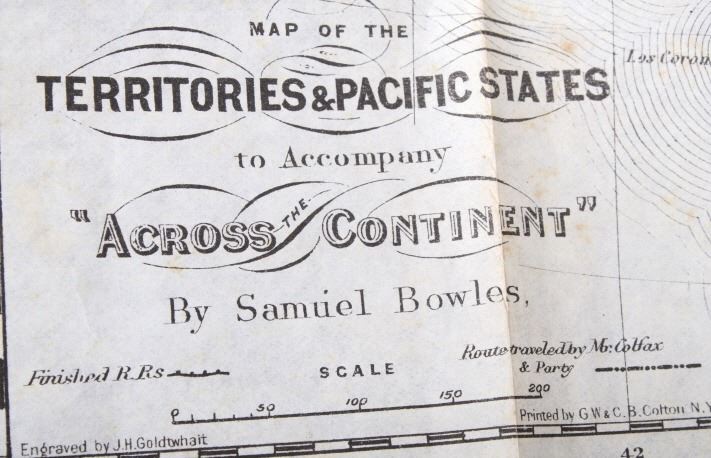 MAP OF THE
TERRITORIES & PACIFIC STATES
to Accompany
"ACROSS THE CONTINENT"
By Samuel Bowles,
Finished R.Rs
SCALE
Route traveled by Mr. Colfax
& Party
0 50 100 150 200
Printed by G.W & C.B. Colton N.Y
Engraved by J.H. Goldthwait
42
Los Coron